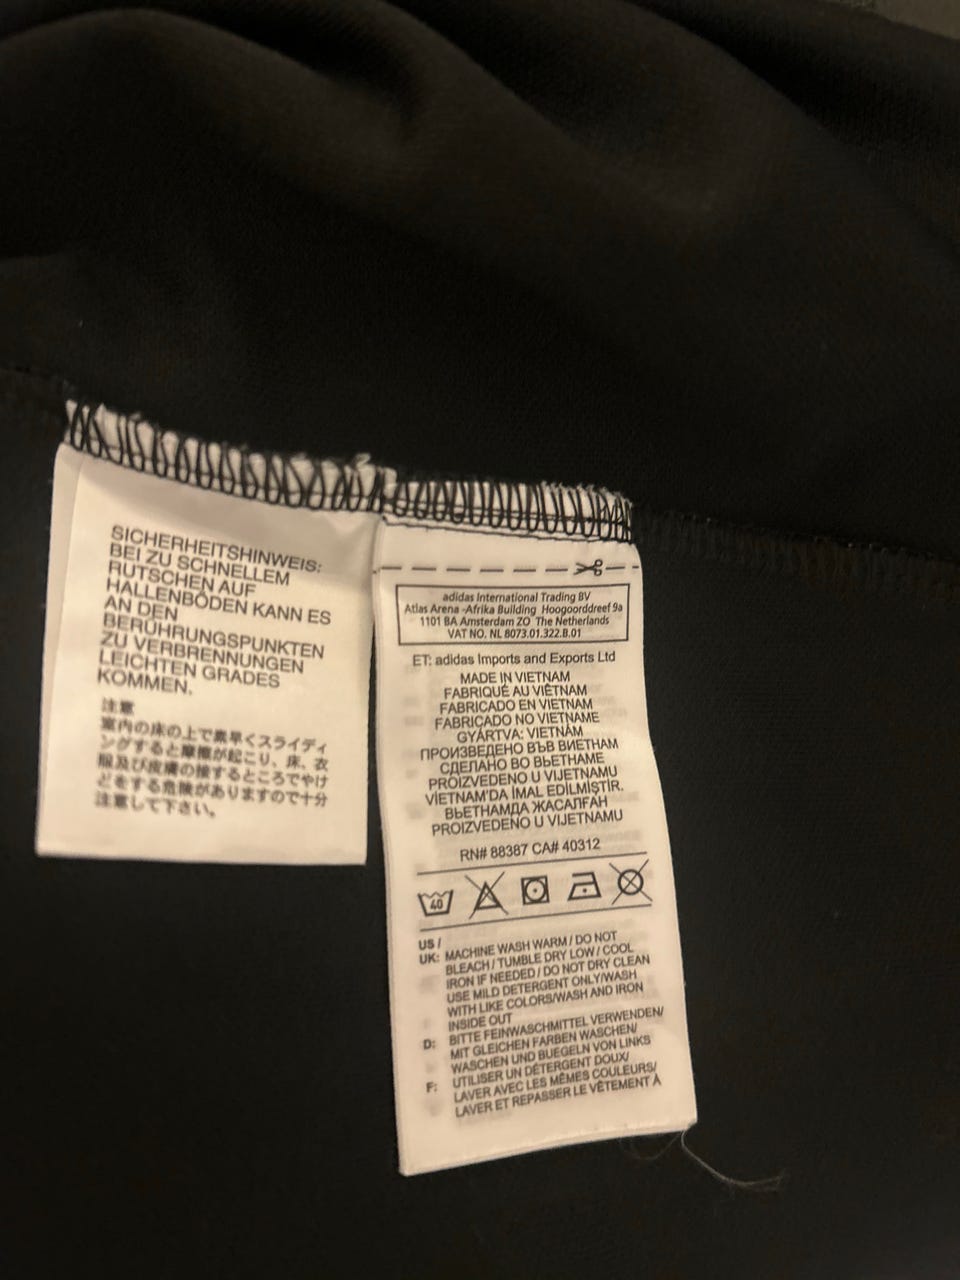 SICHERHEITSHINWEIS:
BEI ZU SCHNELLEM
RUTSCHEN AUF
HALLENBÖDEN KANN ES
AN DEN
BERÜHRUNGSPUNKTEN
ZU VERBRENNUNGEN
LEICHTEN GRADES
KOMMEN.
注意
室内の床の上で素早くスライディ
ングすると摩擦が起こり、床、衣
服及び皮膚の接するところでやけ
どをする危険がありますので十分
注意して下さい。
adidas International Trading BV
Atlas Arena -Afrika Building Hoogoorddreef 9a
1101 BA Amsterdam ZO The Netherlands
VAT NO. NL 8073.01.322.B.01
ET: adidas Imports and Exports Ltd
MADE IN VIETNAM
FABRIQUÉ AU VIÊTNAM
FABRICADO EN VIETNAM
FABRICADO NO VIETNAME
GYÁRTVA: VIETNÁM
ПРОИЗВЕДЕНО ВЪВ ВИЕТНАМ
СДЕЛАНО ВО ВЬЕТНАМЕ
PROIZVEDENO U VIJETNAMU
VİETNAM'DA İMAL EDİLMİŞTİR.
ВЬЕТНАМДА ЖАСАЛҒАН
PROIZVEDENO U VIJETNAMU
RN# 88387 CA# 40312
40
US /
UK: MACHINE WASH WARM / DO NOT
BLEACH / TUMBLE DRY LOW / COOL
IRON IF NEEDED / DO NOT DRY CLEAN
USE MILD DETERGENT ONLY/WASH
WITH LIKE COLORS/WASH AND IRON
INSIDE OUT
D: BITTE FEINWASCHMITTEL VERWENDEN/
MIT GLEICHEN FARBEN WASCHEN/
WASCHEN UND BUEGELN VON LINKS
F: UTILISER UN DÉTERGENT DOUX/
LAVER AVEC LES MÊMES COULEURS/
LAVER ET REPASSER LE VÊTEMENT À